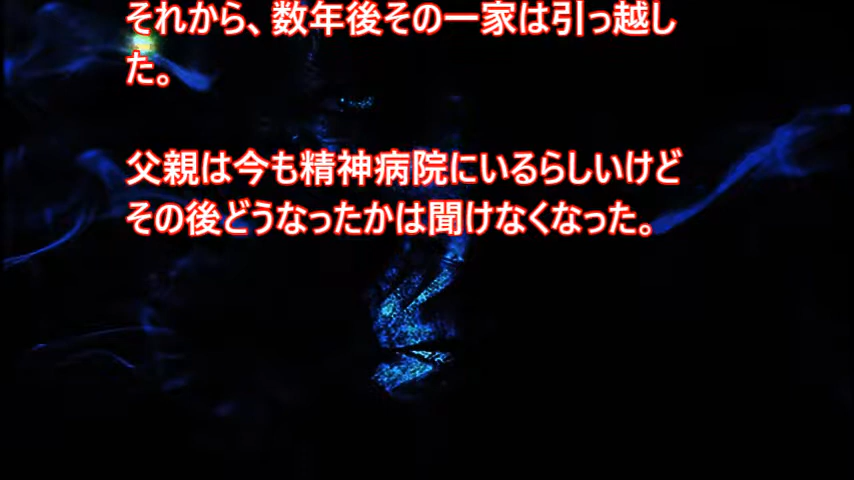 それから、数年後その一家は引っ越し
た。
父親は今も精神病院にいるらしいけど
その後どうなったかは聞けなくなった。